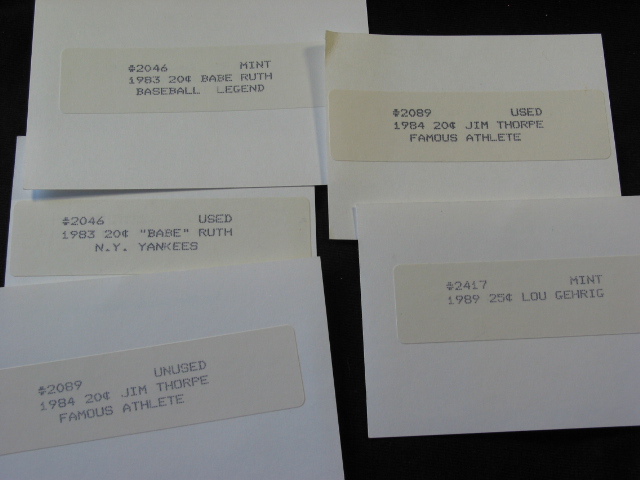 #2046 MINT
1983 20¢ BABE RUTH
BASEBALL LEGEND
#2089 USED
1984 20¢ JIM THORPE
FAMOUS ATHLETE
#2046 USED
1983 20¢ "BABE" RUTH
N.Y. YANKEES
#2417 MINT
1989 25¢ LOU GEHRIG
#2089 UNUSED
1984 20¢ JIM THORPE
FAMOUS ATHLETE